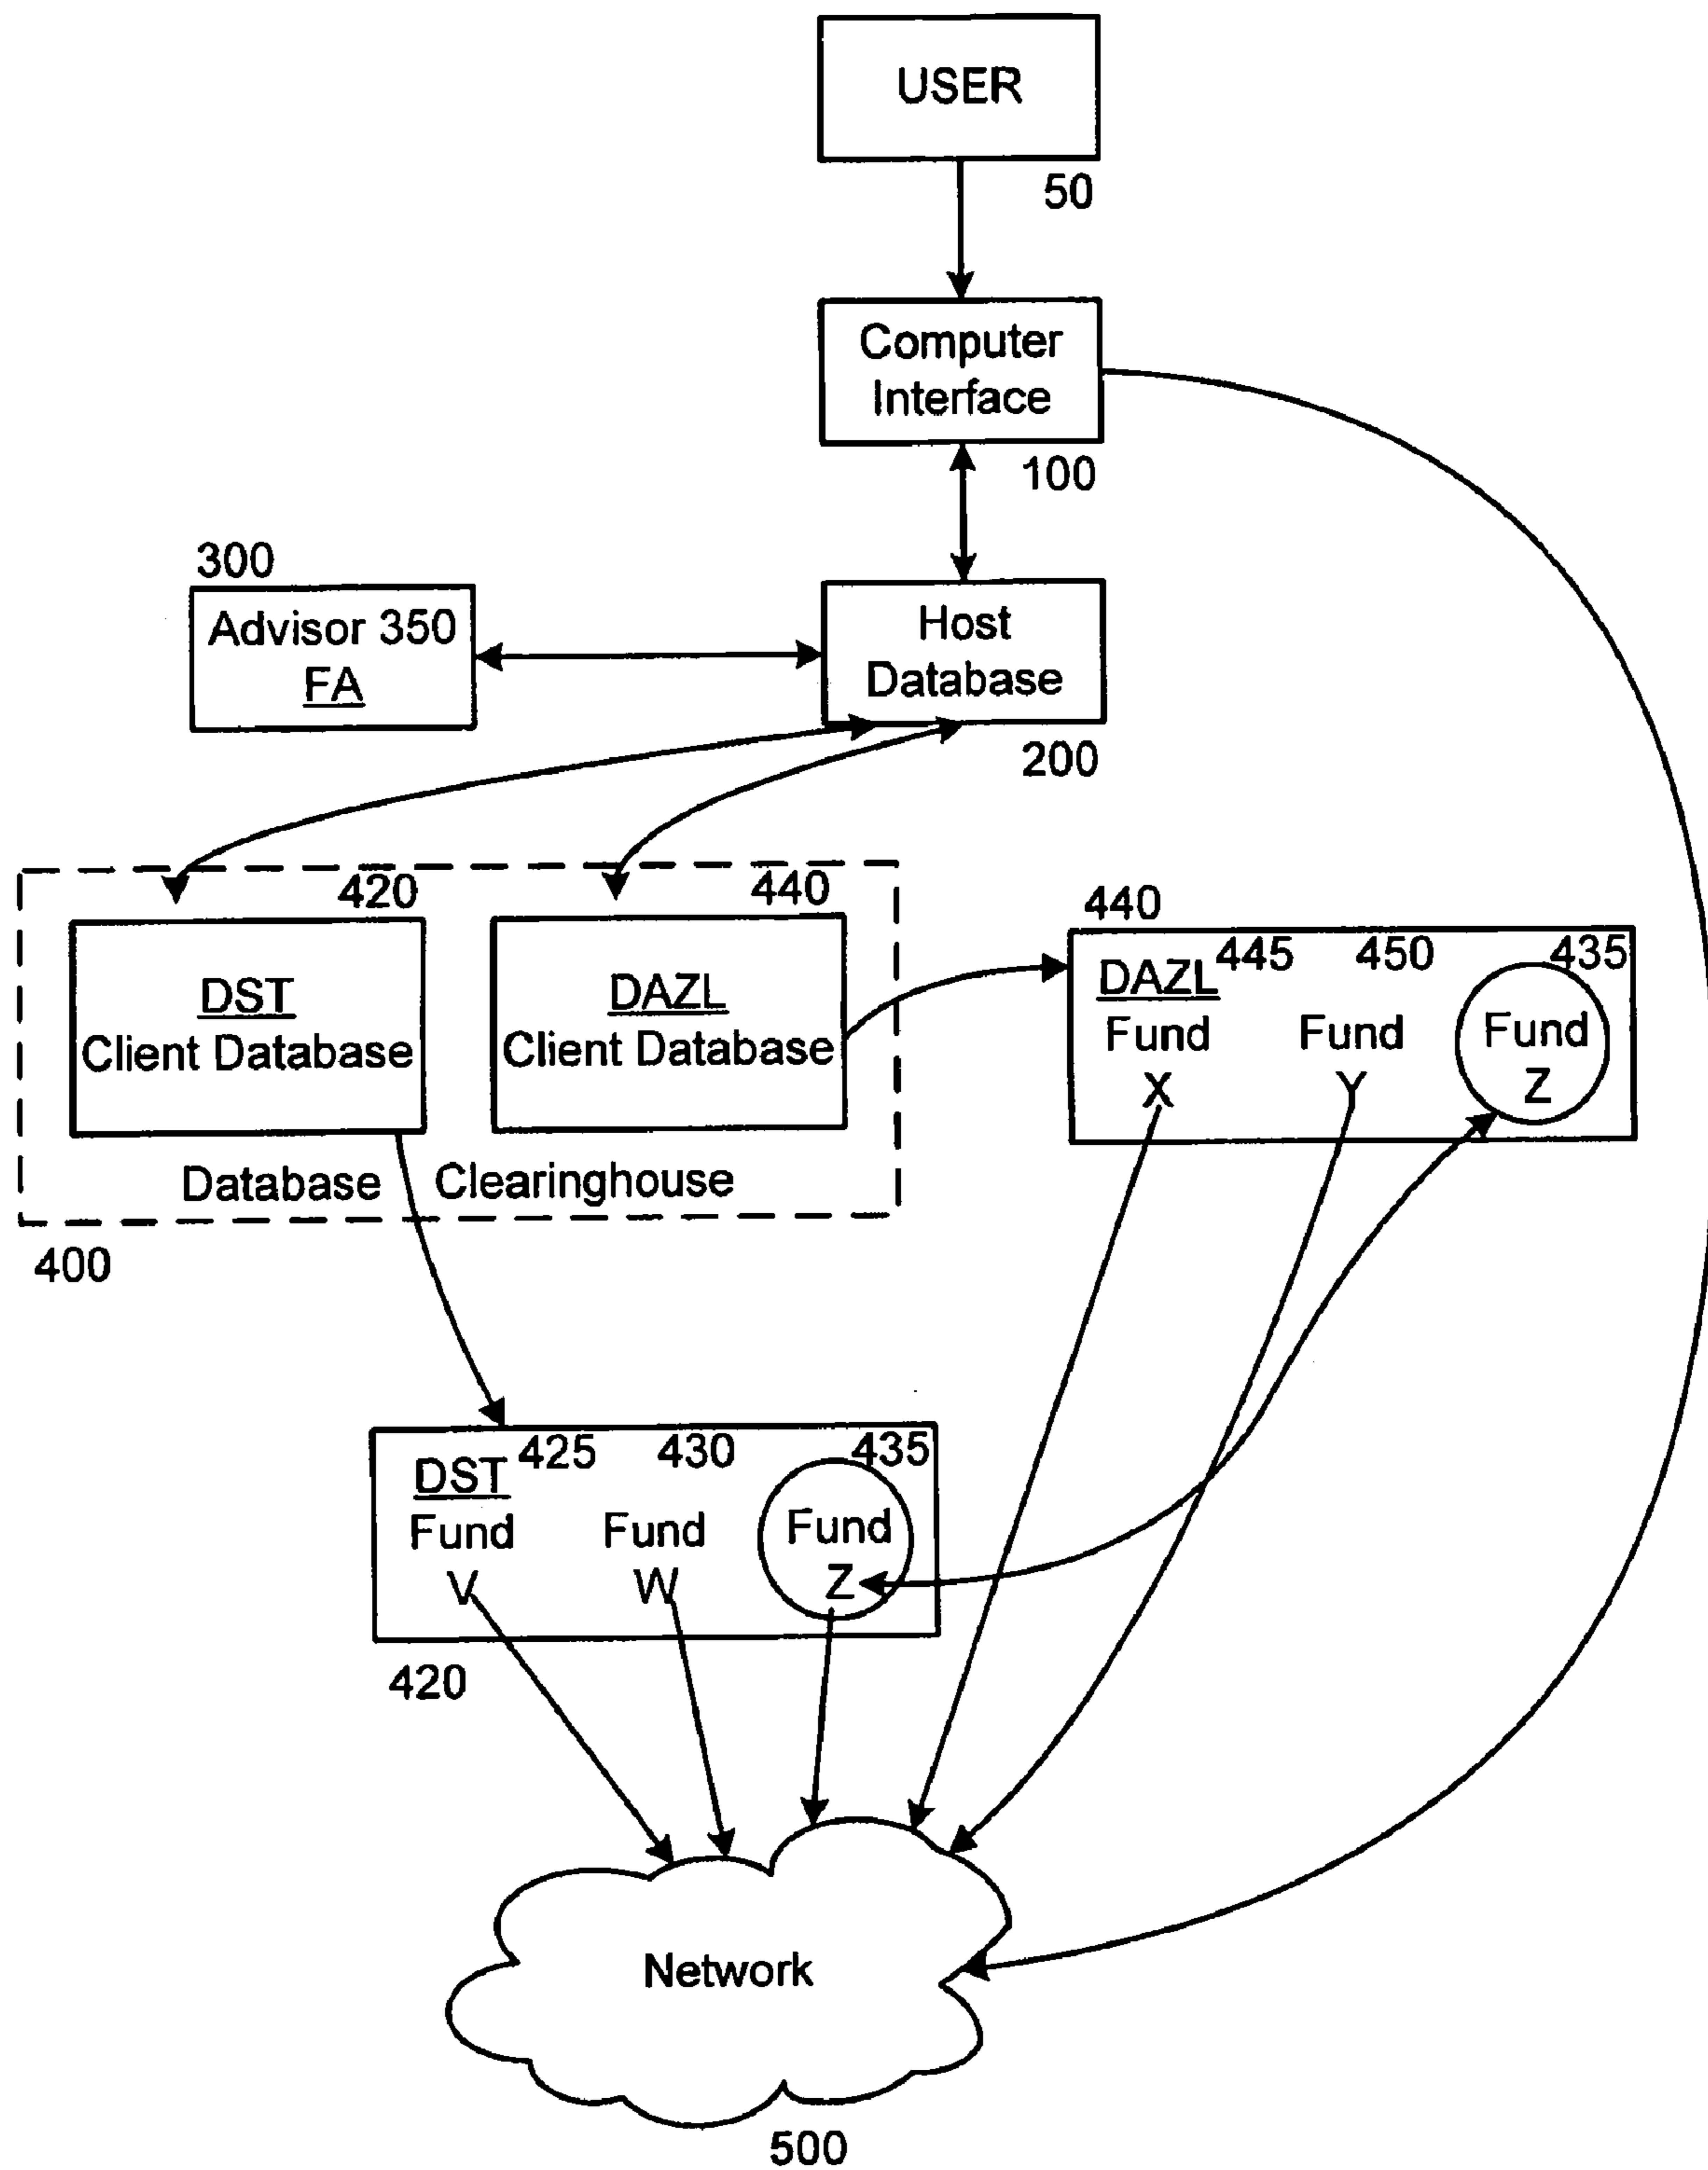 USER
50
Computer
Interface
100
300
Advisor 350
FA
Host
Database
200
420
440
DST
Client Database
DAZL
Client Database
Database Clearinghouse
400
440
445 450 435
DAZL
Fund Fund Fund
X Y Z
425 430 435
DST
Fund Fund Fund
V W Z
420
Network
500